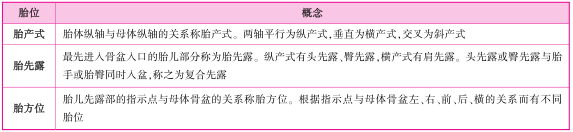 胎位 概念
胎产式 胎体纵轴与母体纵轴的关系称胎产式。两轴平行为纵产式,垂直为横产式,交叉为斜产式
胎先露 最先进入骨盆入口的胎儿部分称为胎先露。纵产式有头先露、臀先露,横产式有肩先露。头先露或臀先露与胎
手或胎臀同时入盆,称之为复合先露
胎方位 胎儿先露部的指示点与母体骨盆的关系称胎方位。根据指示点与母体骨盆左、右、前、后、横的关系而有不同
胎位